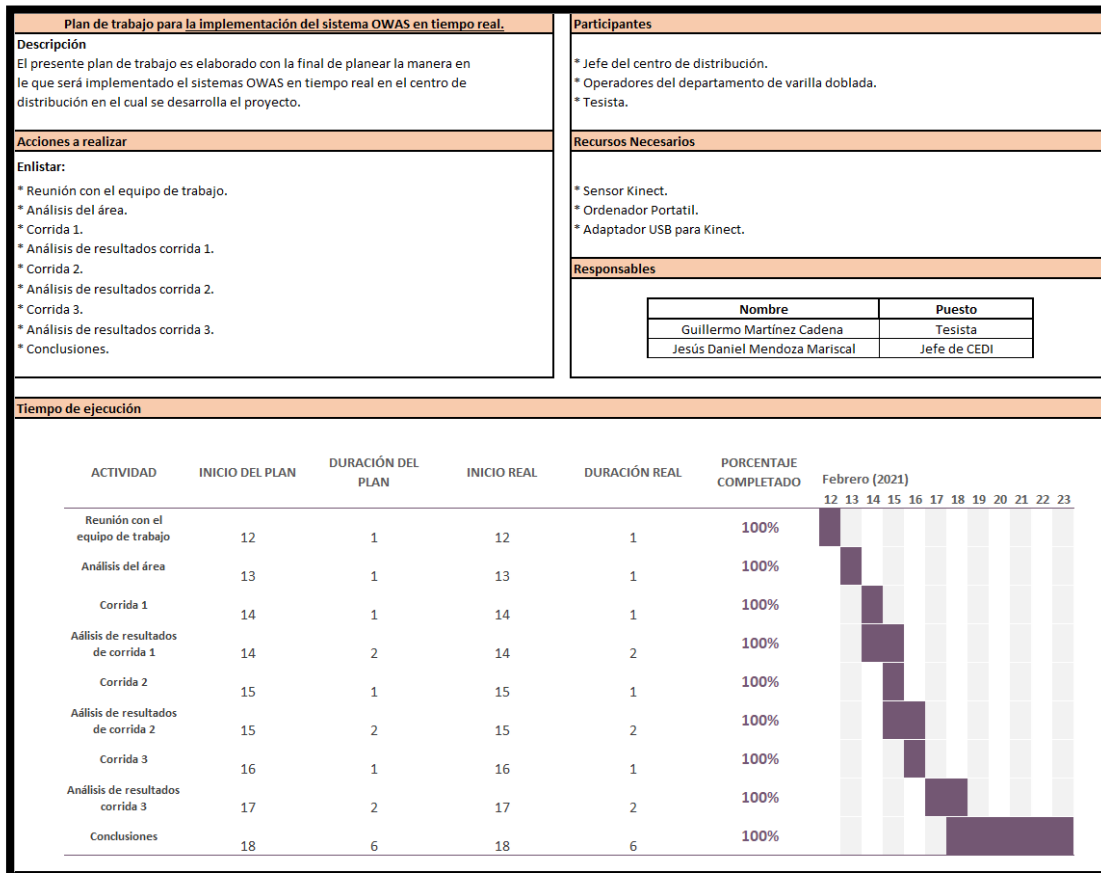 Plan de trabajo para la implementación del sistema OWAS en tiempo real.
Descripción
El presente plan de trabajo es elaborado con la final de planear la manera en
le que será implementado el sistemas OWAS en tiempo real en el centro de
distribución en el cual se desarrolla el proyecto.
Participantes
* Jefe del centro de distribución.
* Operadores del departamento de varilla doblada.
* Tesista.
Acciones a realizar
Enlistar:
* Reunión con el equipo de trabajo.
* Análisis del área.
* Corrida 1.
* Análisis de resultados corrida 1.
* Corrida 2.
* Análisis de resultados corrida 2.
* Corrida 3.
* Análisis de resultados corrida 3.
* Conclusiones.
Recursos Necesarios
* Sensor Kinect.
* Ordenador Portatil.
* Adaptador USB para Kinect.
Responsables
Nombre Puesto
Guillermo Martínez Cadena Tesista
Jesús Daniel Mendoza Mariscal Jefe de CEDI
Tiempo de ejecución
ACTIVIDAD INICIO DEL PLAN DURACIÓN DEL PLAN INICIO REAL DURACIÓN REAL PORCENTAJE COMPLETADO Febrero (2021)
12 13 14 15 16 17 18 19 20 21 22 23
Reunión con el equipo de trabajo 12 1 12 1 100%
Análisis del área 13 1 13 1 100%
Corrida 1 14 1 14 1 100%
Aálisis de resultados de corrida 1 14 2 14 2 100%
Corrida 2 15 1 15 1 100%
Aálisis de resultados de corrida 2 15 2 15 2 100%
Corrida 3 16 1 16 1 100%
Análisis de resultados corrida 3 17 2 17 2 100%
Conclusiones 18 6 18 6 100%